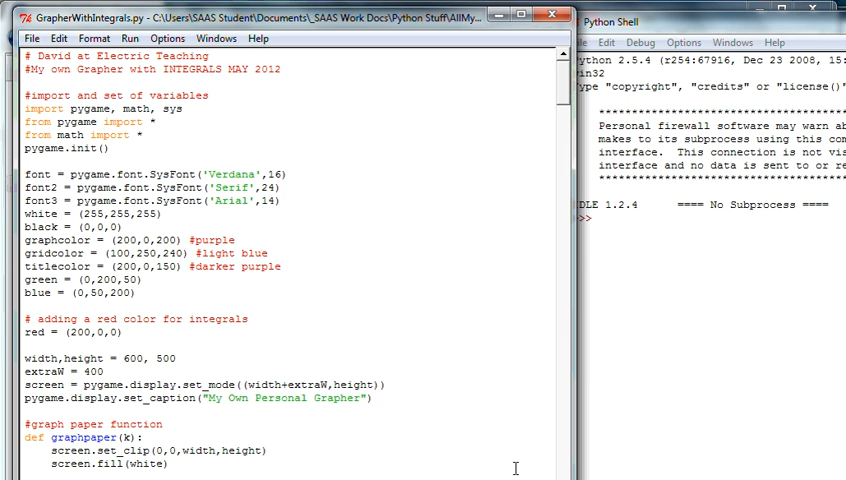 GrapherWithIntegrals.py - C:\Users\SAAS Student\Documents\_SAAS Work Docs\Python Stuff\AllMy...
File Edit Format Run Options Windows Help
# David at Electric Teaching
#My own Grapher with INTEGRALS MAY 2012
#import and set of variables
import pygame, math, sys
from pygame import *
from math import *
pygame.init()
font = pygame.font.SysFont('Verdana',16)
font2 = pygame.font.SysFont('Serif',24)
font3 = pygame.font.SysFont('Arial',14)
white = (255,255,255)
black = (0,0,0)
graphcolor = (200,0,200) #purple
gridcolor = (100,250,240) #light blue
titlecolor = (200,0,150) #darker purple
green = (0,200,50)
blue = (0,50,200)
# adding a red color for integrals
red = (200,0,0)
width,height = 600, 500
extraW = 400
screen = pygame.display.set_mode((width+extraW,height))
pygame.display.set_caption("My Own Personal Grapher")
#graph paper function
def graphpaper(k):
screen.set_clip(0,0,width,height)
screen.fill(white)
Python Shell
Edit Debug Options Windows Help
ython 2.5.4 (r254:67916, Dec 23 2008, 15:
win32
ype "copyright", "credits" or "license()"
****************************************
Personal firewall software may warn ab
makes to its subprocess using this com
interface. This connection is not vis
interface and no data is sent to or re
****************************************
DLE 1.2.4 ==== No Subprocess ====
>>